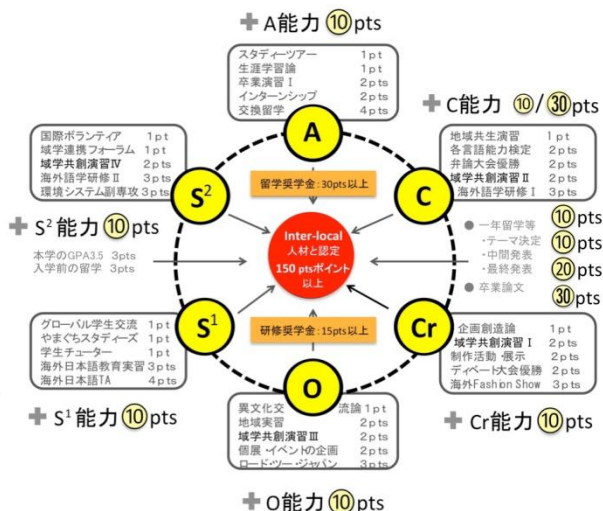 ＋ A能力 10pts
スタディーツアー 1pt
生涯学習論 1pt
卒業演習Ⅰ 2pts
インターンシップ 2pts
交換留学 4pts
A
＋ C能力 10/30pts
地域共生演習 1pt
各言語能力検定 2pts
弁論大会優勝 2pts
域学共創演習Ⅱ 2pts
海外語学研修Ⅰ 3pts
C
国際ボランティア 1pt
域学連携フォーラム 1pt
域学共創演習Ⅳ 2pts
海外語学研修Ⅱ 3pts
環境システム副専攻 3pts
S²
＋ S²能力 10pts
本学のGPA3.5 3pts
入学前の留学 3pts
留学奨学金：30pts以上
Inter-local
人材と認定
150 ptsポイント
以上
研修奨学金：15pts以上
● 一年留学等 10pts
・テーマ決定 10pts
・中間発表
・最終発表 20pts
● 卒業論文 30pts
グローバル学生交流 1pt
やまぐちスタディーズ 1pt
学生チューター 1pt
海外日本語教育実習 3pts
海外日本語TA 4pts
S¹
＋ S¹能力 10pts
Cr
企画創造論 1pt
域学共創演習Ⅰ 2pts
制作活動・展示 2pts
ディベート大会優勝 2pts
海外Fashion Show 3pts
＋ Cr能力 10pts
O
異文化交 流論 1pt
地域実習 2pts
域学共創演習Ⅲ 2pts
個展・イベントの企画 2pts
ロード・ツー・ジャパン 3pts
＋ O能力 10pts